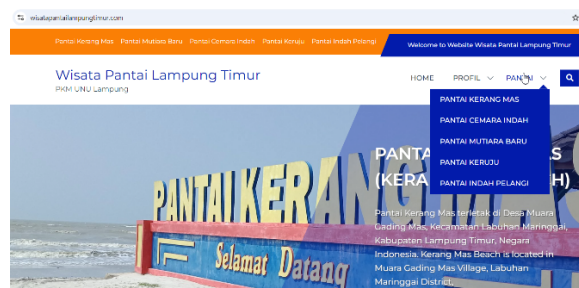 wisatapantailampungtimur.com
Pantai Kerang Mas Pantai Mutiara Baru Pantai Cemara Indah Pantai Keruju Pantai Indah Pelangi
Welcome to Website Wisata Pantai Lampung Timur
Wisata Pantai Lampung Timur
PKM UNU Lampung
HOME PROFIL PANTAI
PANTAI KERANG MAS
PANTAI CEMARA INDAH
PANTAI MUTIARA BARU
PANTAI KERUJU
PANTAI INDAH PELANGI
PANTA S
(KERA H)
Pantai Kerang Mas terletak di Desa Muara
Gading Mas, Kecamatan Labuhan Maringgai,
Kabupaten Lampung Timur, Negara
Indonesia. Kerang Mas Beach is located in
Muara Gading Mas Village, Labuhan
Maringgai District.
PANTAI KERAN
Selamat Datang